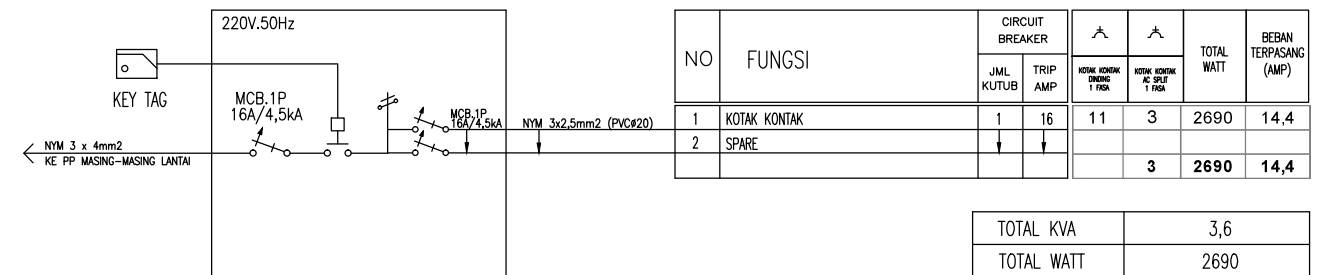 220V.50Hz
KEY TAG
MCB.1P
16A/4,5kA
MCB.1P
16A/4,5kA
NYM 3x2,5mm2 (PVCø20)
NYM 3 x 4mm2
KE PP MASING-MASING LANTAI
NO FUNGSI CIRCUIT BREAKER TOTAL WATT BEBAN TERPASANG (AMP)
JML KUTUB TRIP AMP KOTAK KONTAK DINDING 1 FASA KOTAK KONTAK AC SPLIT 1 FASA
1 KOTAK KONTAK 1 16 11 3 2690 14,4
2 SPARE
3 2690 14,4
TOTAL KVA 3,6
TOTAL WATT 2690